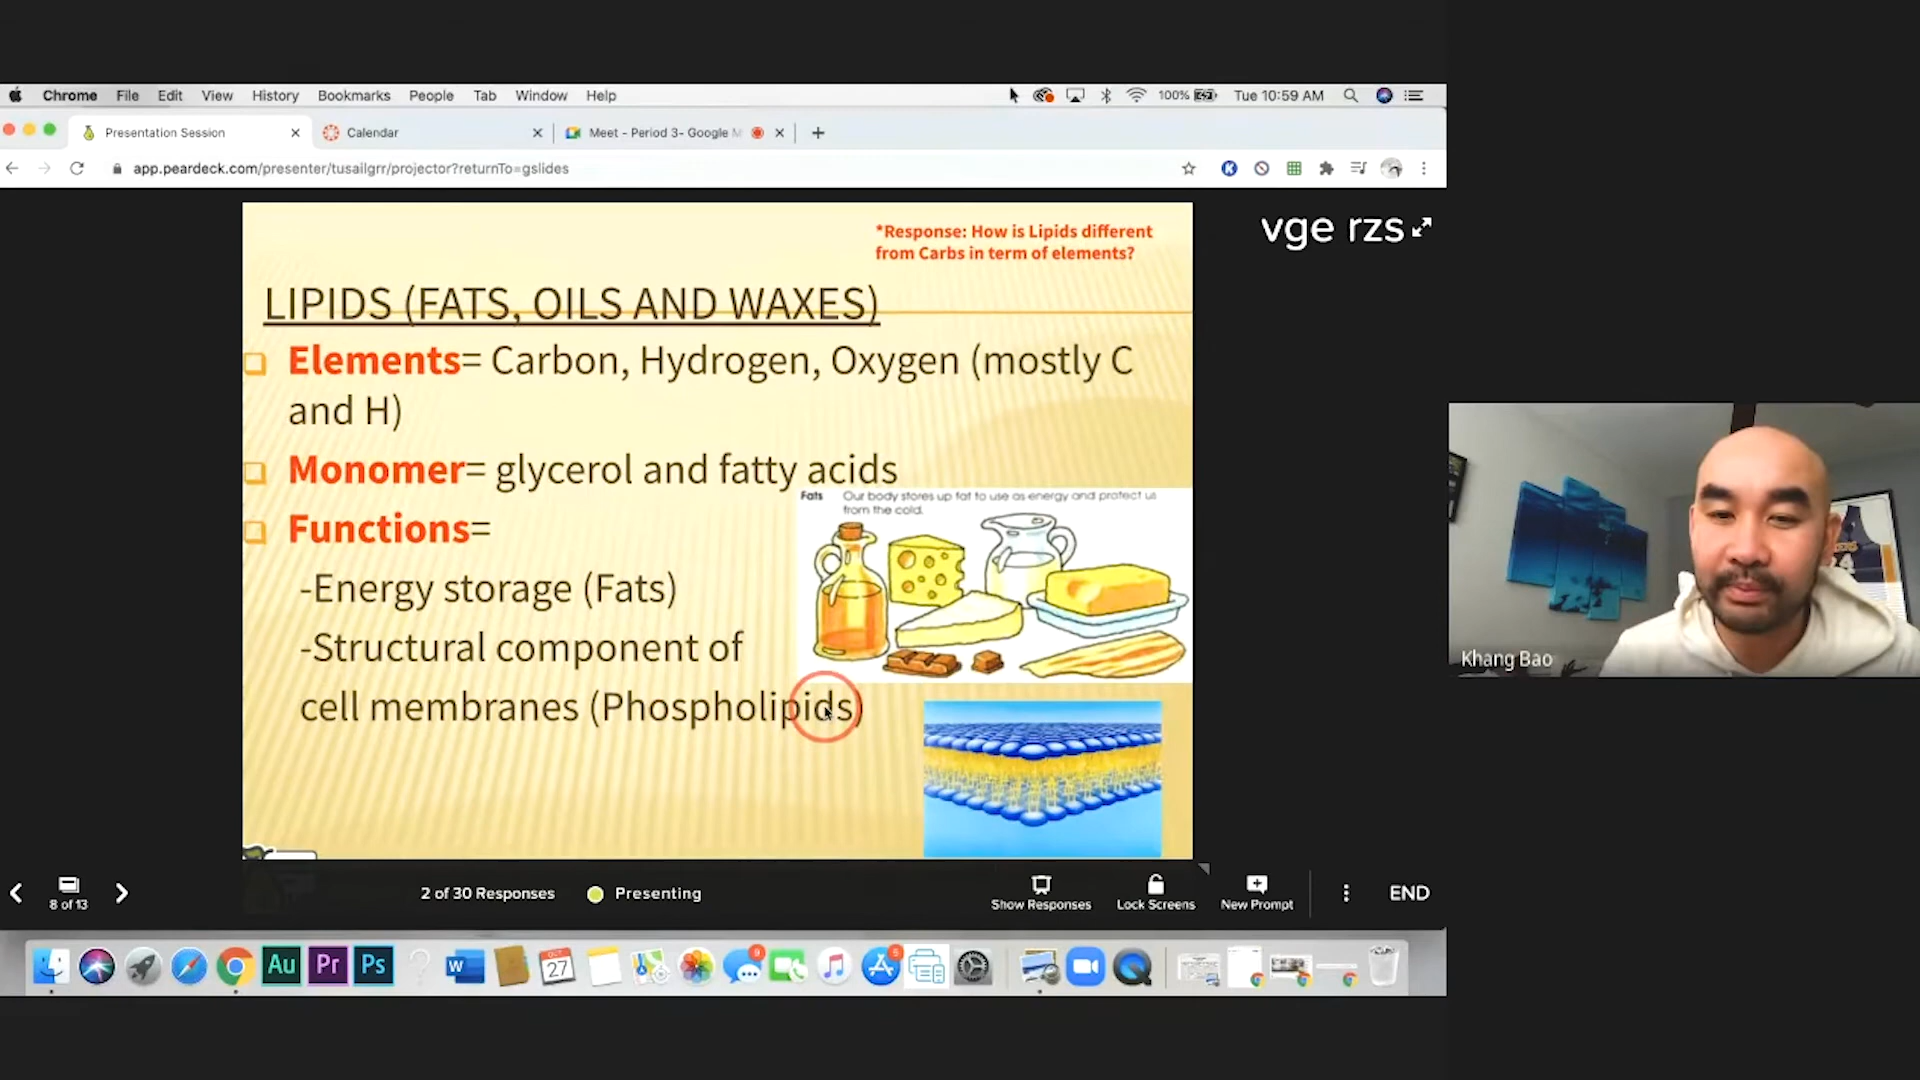 Chrome File Edit View History Bookmarks People Tab Window Help 100% Tue 10:59 AM
Presentation Session Calendar Meet - Period 3- Google M
app.peardeck.com/presenter/tusailgrr/projector?returnTo=gslides
K
vge rzs
*Response: How is Lipids different
from Carbs in term of elements?
LIPIDS (FATS, OILS AND WAXES)
Elements= Carbon, Hydrogen, Oxygen (mostly C
and H)
Monomer= glycerol and fatty acids
Fats Our body stores up fat to use as energy and protect us
from the cold.
Functions=
-Energy storage (Fats)
-Structural component of
cell membranes (Phospholipids)
Khang Bao
8 of 13
2 of 30 Responses
Presenting
Show Responses
Lock Screens
New Prompt
END
Au Pr Ps W OCT 27 9 5